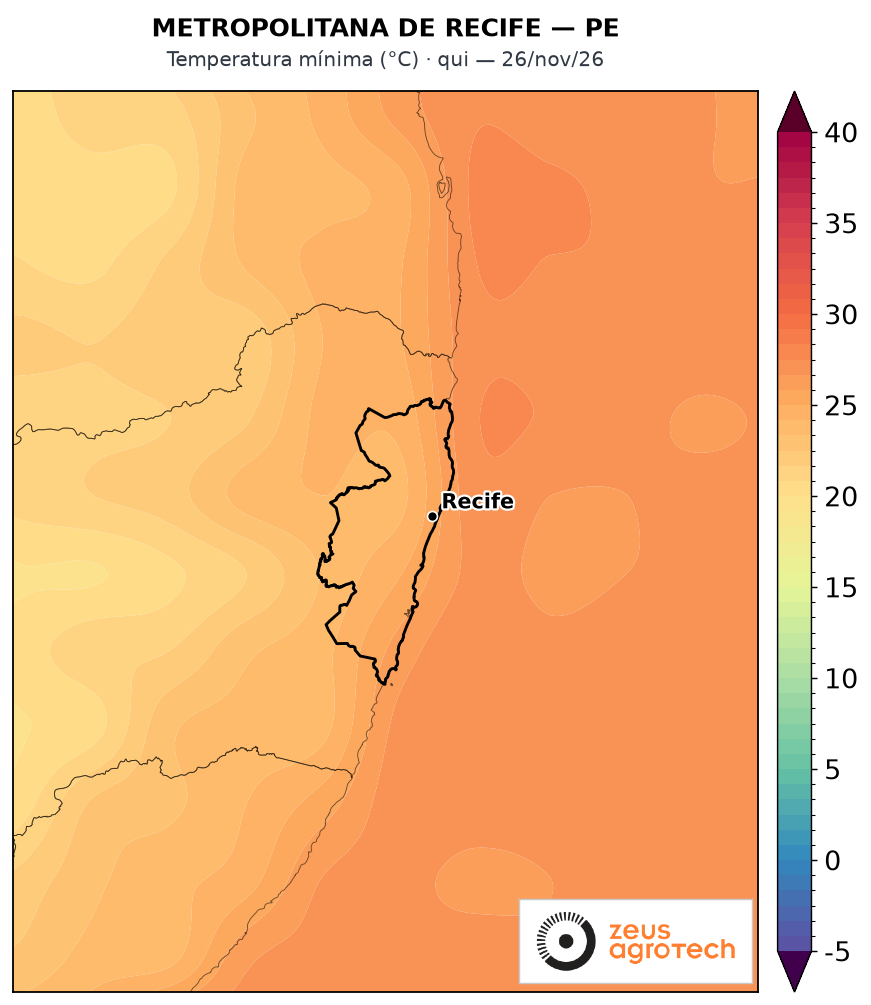 METROPOLITANA DE RECIFE — PE
Temperatura mínima (°C) · qui — 26/nov/26
40
35
30
25
20
15
10
5
0
-5
Recife
zeus
agrotech